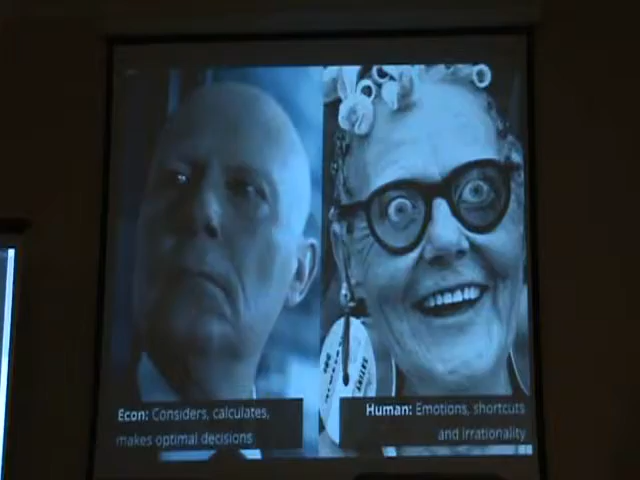 Econ: Considers, calculates,
makes optimal decisions
Human: Emotions, shortcuts
and irrationality